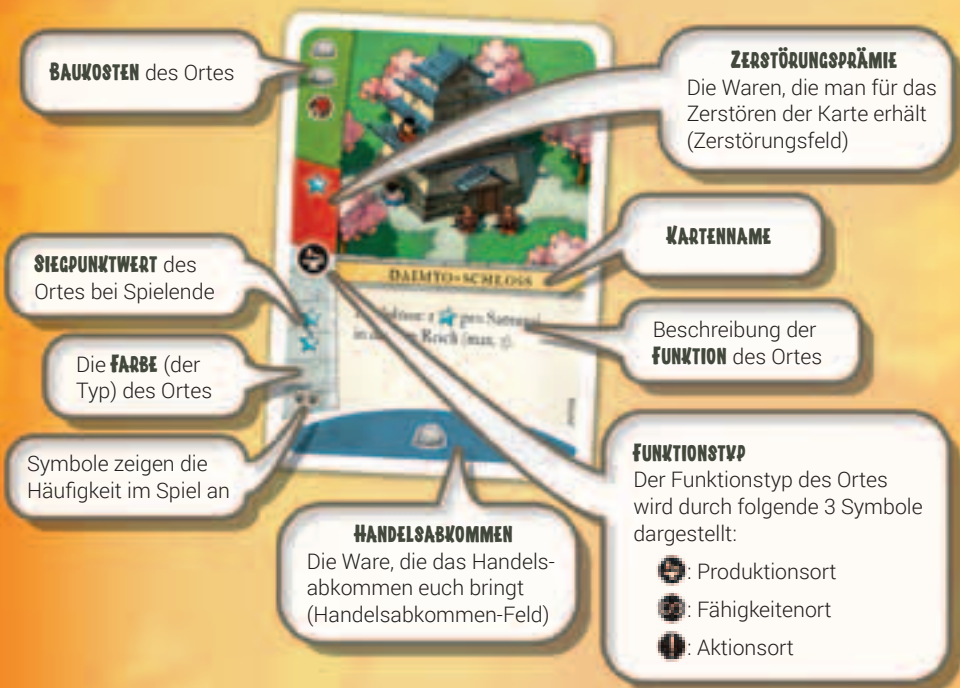 BAUKOSTEN des Ortes
ZERSTÖRUNGSPRÄMIE
Die Waren, die man für das
Zerstören der Karte erhält
(Zerstörungsfeld)
SIEGPUNKTWERT des
Ortes bei Spielende
KARTENNAME
DAIMYO-SCHLOSS
Beschreibung der
FUNKTION des Ortes
Die FARBE (der
Typ) des Ortes
Symbole zeigen die
Häufigkeit im Spiel an
HANDELSABKOMMEN
Die Ware, die das Handels-
abkommen euch bringt
(Handelsabkommen-Feld)
FUNKTIONSTYP
Der Funktionstyp des Ortes
wird durch folgende 3 Symbole
dargestellt:
: Produktionsort
: Fähigkeitenort
: Aktionsort